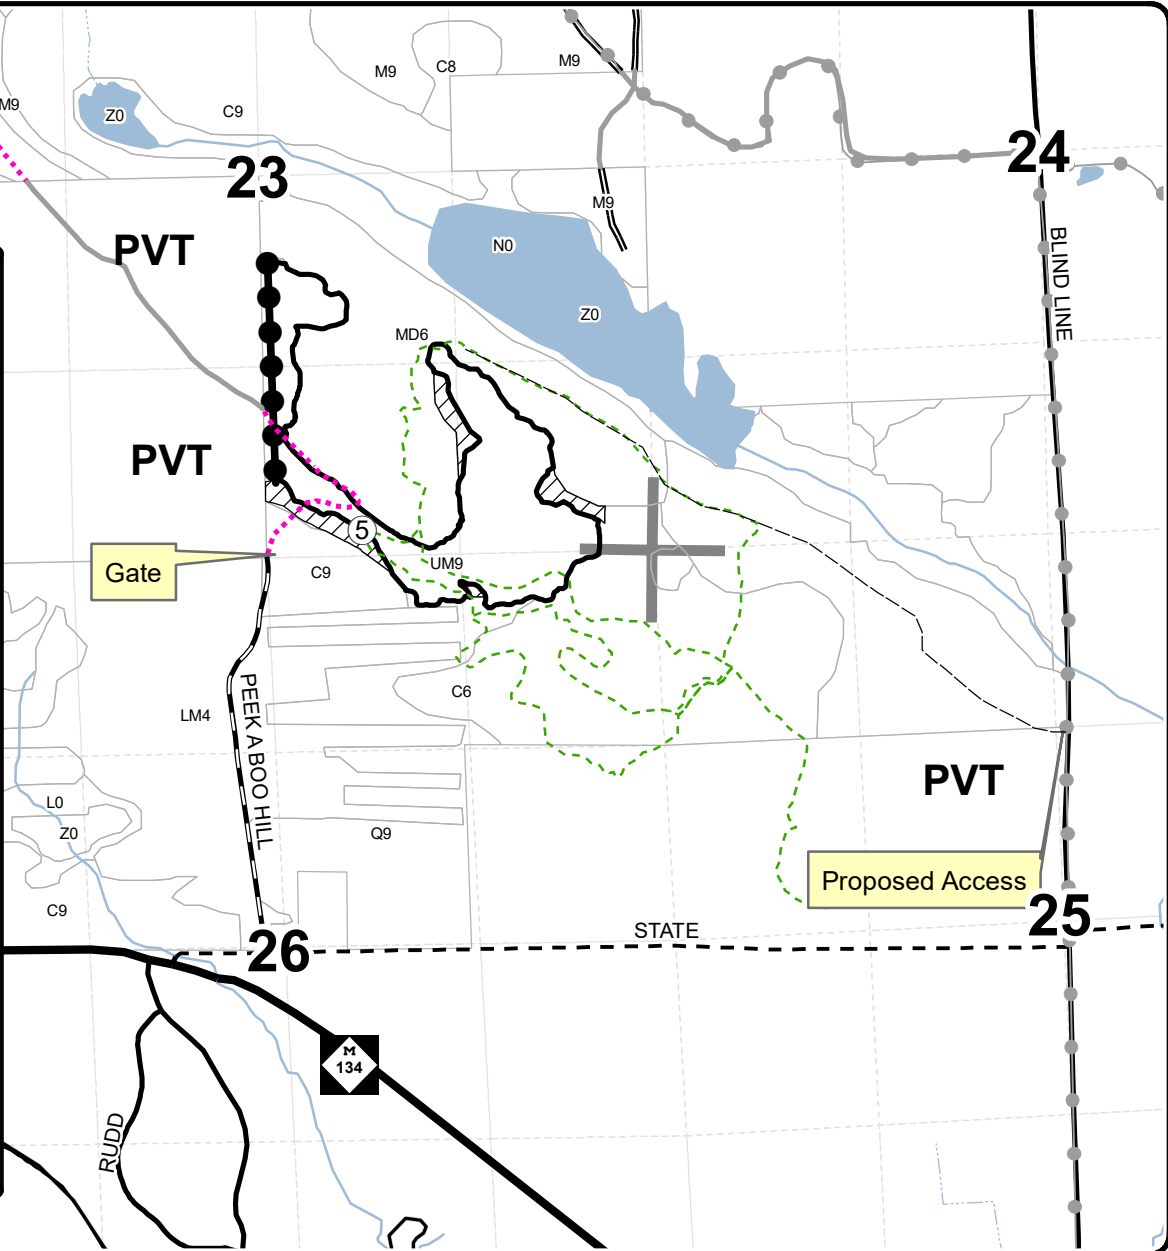 M9
C8
M9
M9
Z0
C9
24
23
M9
PVT
N0
BLIND LINE
Z0
MD6
PVT
5
Gate
C9
UM9
PEEK A BOO HILL
C6
LM4
PVT
L0
Z0
Q9
Proposed Access
C9
25
STATE
26
M
134
RUDD